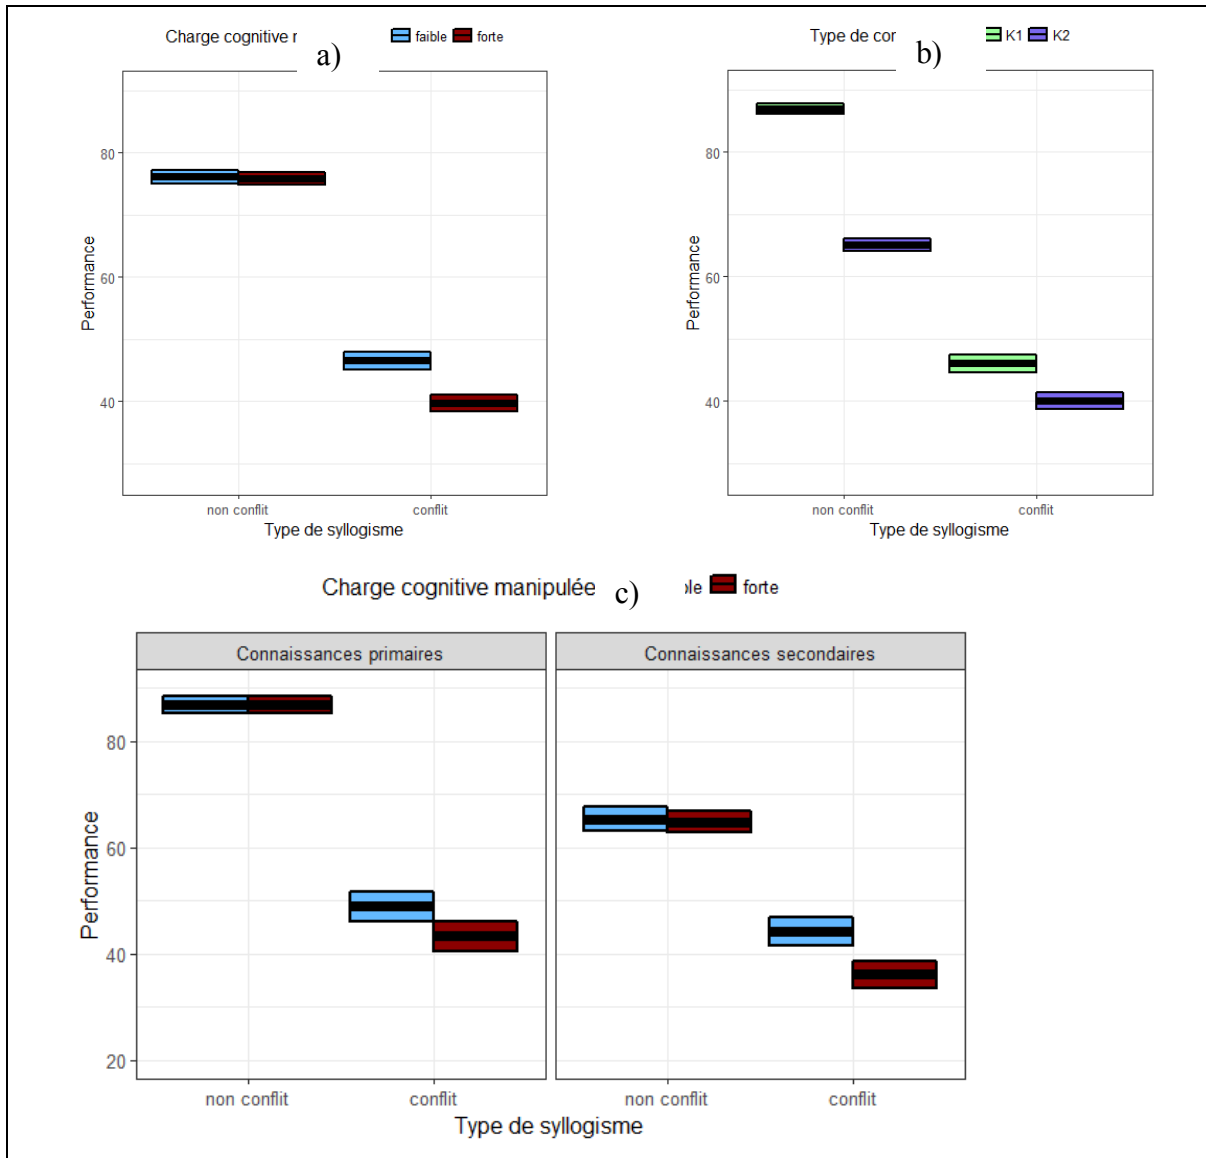 Charge cognitive faible forte
a)
80
60
40
Performance
non conflit conflit
Type de syllogisme
Type de K1 K2
b)
80
60
40
Performance
non conflit conflit
Type de syllogisme
Charge cognitive manipulée forte
c)
Connaissances primaires Connaissances secondaires
80
60
40
20
Performance
non conflit conflit non conflit conflit
Type de syllogisme